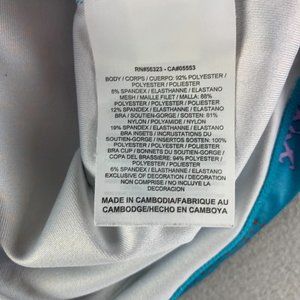 RN#56323 - CA#05553
BODY / CORPS / CUERPO: 92% POLYESTER /
POLYESTER / POLIESTER
8% SPANDEX / ELASTHANNE / ELASTANO
MESH / MAILLE FILET / MALLA: 88%
POLYESTER / POLYESTER / POLIESTER
12% SPANDEX / ELASTHANNE / ELASTANO
BRA / SOUTIEN-GORGE / SOSTEN: 81%
NYLON / POLYAMIDE / NYLON
19% SPANDEX / ELASTHANNE / ELASTANO
BRA INSETS / INCRUSTATIONS DU
SOUTIEN-GORGE / INSERTOS SOSTEN: 100%
POLYESTER / POLYESTER / POLIESTER
BRA CUP / BONNETS DU SOUTIEN-GORGE /
COPA DEL BRASSIERE: 94% POLYESTER /
POLYESTER / POLIESTER
6% SPANDEX / ELASTHANNE / ELASTANO
EXCLUSIVE OF DECORATION / DECORATION
NON COMPRISE / NO INCLUYE LA
DECORACION
MADE IN CAMBODIA/FABRIQUE AU
CAMBODGE/HECHO EN CAMBOYA